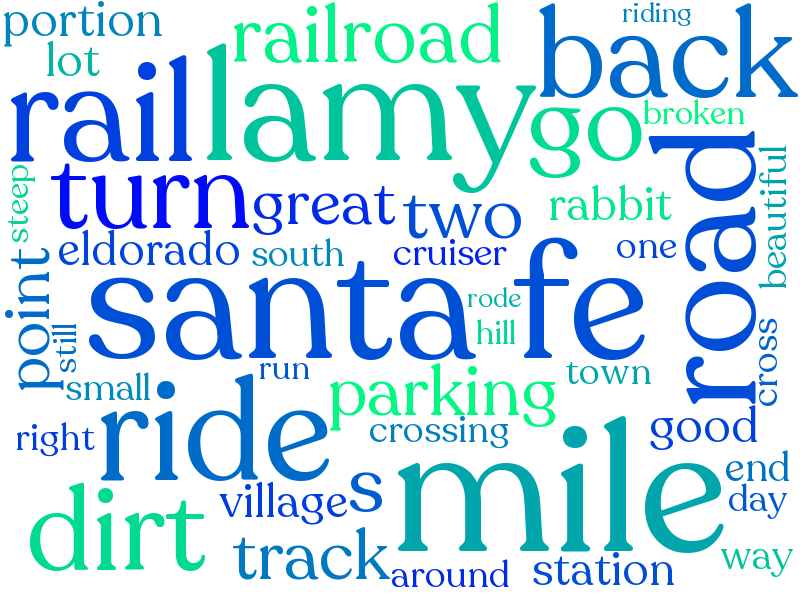 portion
riding
back
lot
railroad
rail
lamy
go
broken
road
steep
turn
great
two
rabbit
beautiful
eldorado
south
cruiser
one
point
still
santa fe
rode
hill
cross
run
town
small
ride
parking
right
crossing
good
mile
end
day
dirt
village
s
track
around
station
way